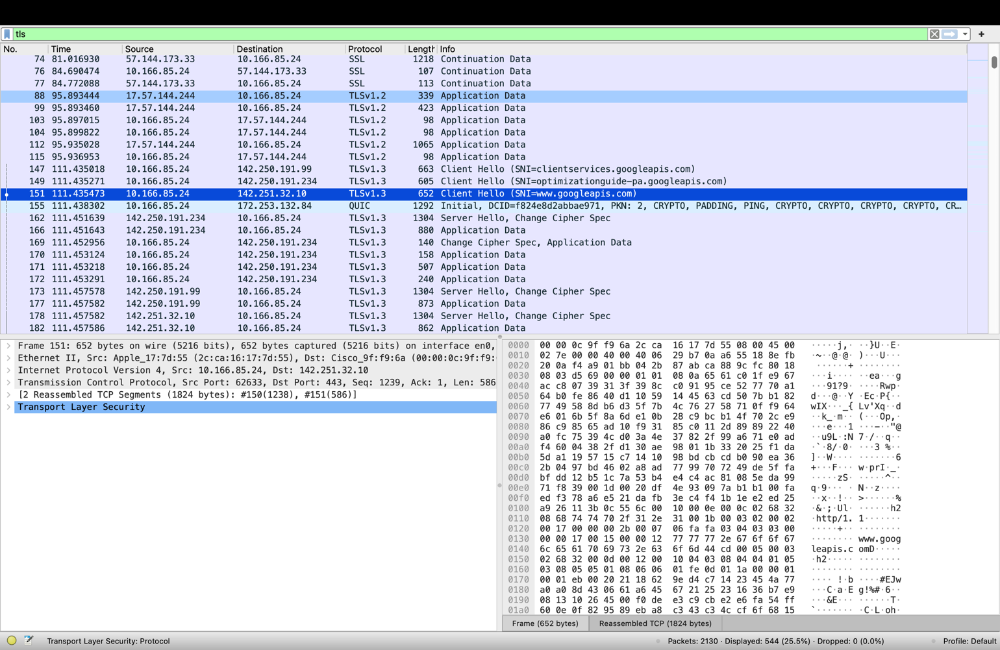 tls
No. Time Source Destination Protocol Length Info
74 81.016930 57.144.173.33 10.166.85.24 SSL 1218 Continuation Data
76 84.690474 10.166.85.24 57.144.173.33 SSL 107 Continuation Data
77 84.772088 57.144.173.33 10.166.85.24 SSL 113 Continuation Data
88 95.893444 17.57.144.244 10.166.85.24 TLSv1.2 339 Application Data
99 95.893460 17.57.144.244 10.166.85.24 TLSv1.2 423 Application Data
103 95.897015 10.166.85.24 17.57.144.244 TLSv1.2 98 Application Data
104 95.899822 10.166.85.24 17.57.144.244 TLSv1.2 98 Application Data
112 95.935028 17.57.144.244 10.166.85.24 TLSv1.2 1065 Application Data
115 95.936953 10.166.85.24 17.57.144.244 TLSv1.2 98 Application Data
147 111.435018 10.166.85.24 142.250.191.99 TLSv1.3 663 Client Hello (SNI=clientservices.googleapis.com)
149 111.435271 10.166.85.24 142.250.191.234 TLSv1.3 605 Client Hello (SNI=optimizationguide-pa.googleapis.com)
151 111.435473 10.166.85.24 142.251.32.10 TLSv1.3 652 Client Hello (SNI=www.googleapis.com)
155 111.438302 10.166.85.24 172.253.132.84 QUIC 1292 Initial, DCID=f824e8d2abbae971, PKN: 2, CRYPTO, PADDING, PING, CRYPTO, CRYPTO, CRYPTO, CRYPTO, CR…
162 111.451639 142.250.191.234 10.166.85.24 TLSv1.3 1304 Server Hello, Change Cipher Spec
166 111.451643 142.250.191.234 10.166.85.24 TLSv1.3 880 Application Data
169 111.452956 10.166.85.24 142.250.191.234 TLSv1.3 140 Change Cipher Spec, Application Data
170 111.453124 10.166.85.24 142.250.191.234 TLSv1.3 158 Application Data
171 111.453218 10.166.85.24 142.250.191.234 TLSv1.3 507 Application Data
172 111.453291 10.166.85.24 142.250.191.234 TLSv1.3 240 Application Data
173 111.457578 142.250.191.99 10.166.85.24 TLSv1.3 1304 Server Hello, Change Cipher Spec
177 111.457582 142.250.191.99 10.166.85.24 TLSv1.3 873 Application Data
178 111.457582 142.251.32.10 10.166.85.24 TLSv1.3 1304 Server Hello, Change Cipher Spec
182 111.457586 142.251.32.10 10.166.85.24 TLSv1.3 862 Application Data
Frame 151: 652 bytes on wire (5216 bits), 652 bytes captured (5216 bits) on interface en0,
Ethernet II, Src: Apple_17:7d:55 (2c:ca:16:17:7d:55), Dst: Cisco_9f:f9:6a (00:00:0c:9f:f9:
Internet Protocol Version 4, Src: 10.166.85.24, Dst: 142.251.32.10
Transmission Control Protocol, Src Port: 62633, Dst Port: 443, Seq: 1239, Ack: 1, Len: 586
[2 Reassembled TCP Segments (1824 bytes): #150(1238), #151(586)]
Transport Layer Security
0000 00 00 0c 9f f9 6a 2c ca 16 17 7d 55 08 00 45 00 ·····j,· ··}U··E·
0010 02 7e 00 00 40 00 40 06 29 b7 0a a6 55 18 8e fb ·~··@·@· )···U···
0020 20 0a f4 a9 01 bb 04 2b 87 ab ca 88 9c fc 80 18 ·······+ ········
0030 08 03 d5 69 00 00 01 01 08 0a 65 61 c0 1f e9 67 ···i···· ··ea···g
0040 ac c8 07 39 31 3f 39 8c c0 91 95 ce 52 77 70 a1 ···91?9· ····Rwp·
0050 64 b0 fe 86 40 d1 10 59 14 45 63 cd 50 7b b1 82 d···@··Y ·Ec·P{··
0060 77 49 58 8d b6 d3 5f 7b 4c 76 27 58 71 0f f9 64 wIX···_{ Lv'Xq··d
0070 e6 01 6b 5f 8a 6d e1 0b 28 c9 bc b1 4f 70 2c e9 ··k_·m·· (···Op,·
0080 86 c9 85 65 ad 10 f9 31 85 c0 11 2d 89 89 22 40 ···e···1 ···-··"@
0090 a0 fc 75 39 4c d0 3a 4e 37 82 2f 99 a6 71 e0 ad ··u9L·:N 7·/··q··
00a0 f4 60 04 38 2f d1 30 ae 98 01 1b 33 20 25 f1 da ·`·8/·0· ···3 %··
00b0 5d a1 19 57 15 c7 14 10 98 bd cb cd b0 90 ea 36 ]··W···· ·······6
00c0 2b 04 97 bd 46 02 a8 ad 77 99 70 72 49 de 5f fa +···F··· w·prI·_·
00d0 bf dd 12 b5 1c 7a 53 b4 e4 c4 ac 81 08 5e da 99 ·····zS· ·····^··
00e0 71 f8 39 00 1d 00 20 df 4e 93 09 7a b1 b1 00 fa q·9··· · N··z····
00f0 ed f3 78 a6 e5 21 da fb 3e c4 f4 1b 1e e2 ed 25 ··x··!·· >······%
0100 a9 26 11 3b 0c 55 6c 00 10 00 0e 00 0c 02 68 32 ·&·;·Ul· ······h2
0110 08 68 74 74 70 2f 31 2e 31 00 1b 00 03 02 00 02 ·http/1. 1·······
0120 00 17 00 00 00 2b 00 07 06 fa fa 03 04 03 03 00 ·····+·· ········
0130 00 00 17 00 15 00 00 12 77 77 77 2e 67 6f 6f 67 ········ www.goog
0140 6c 65 61 70 69 73 2e 63 6f 6d 44 cd 00 05 00 03 leapis.c omD·····
0150 02 68 32 00 0d 00 12 00 10 04 03 08 04 04 01 05 ·h2····· ········
0160 03 08 05 05 01 08 06 06 01 fe 0d 01 1a 00 00 01 ········ ········
0170 00 01 eb 00 20 21 18 62 9e d4 c7 14 23 45 4a 77 ···· !·b ····#EJw
0180 a0 a0 8d 43 06 61 a6 45 67 21 25 23 16 36 b7 e9 ···C·a·E g!%#·6··
0190 08 13 10 26 45 00 f0 de e3 c9 cb e2 e6 fa 54 ff ···&E··· ······T·
01a0 60 0e 0f 82 95 89 eb a8 c3 43 c3 4c cf 6f 68 15 `······· ·C·L·oh·
Frame (652 bytes) Reassembled TCP (1824 bytes)
Transport Layer Security: Protocol Packets: 2130 · Displayed: 544 (25.5%) · Dropped: 0 (0.0%) Profile: Default